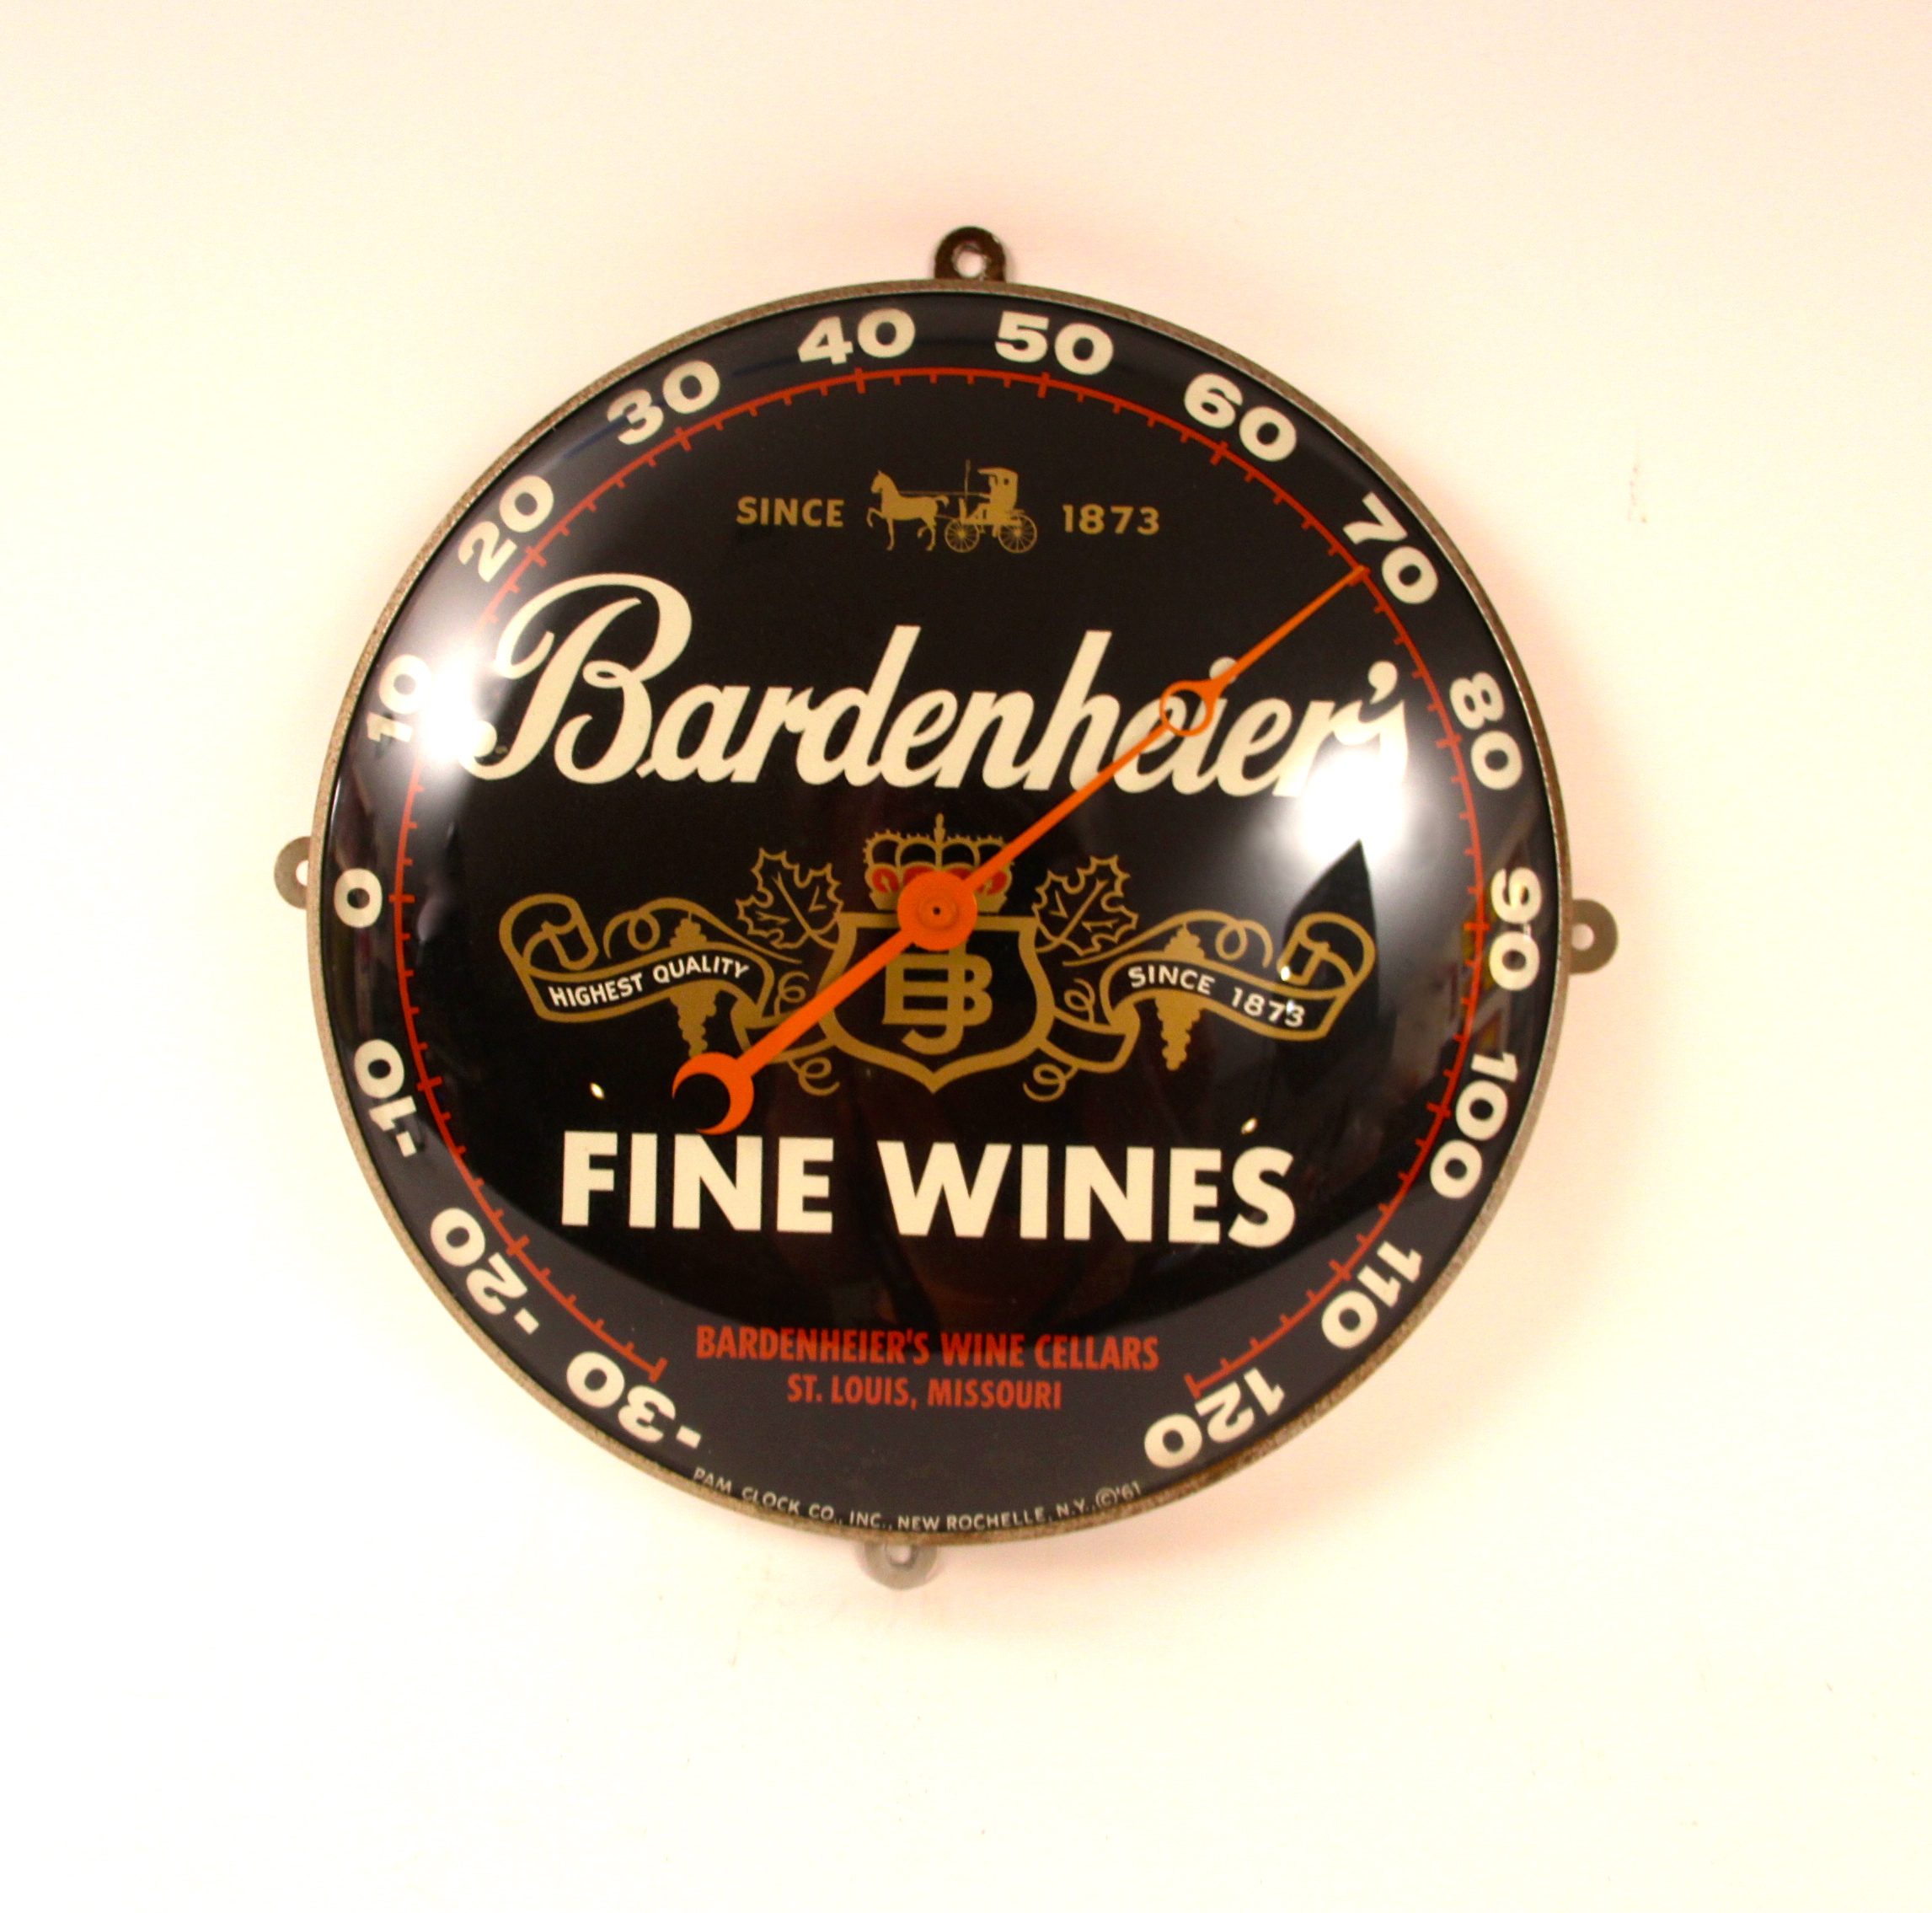 -30
-20
-10
0
10
20
30
40
50
60
70
80
90
100
110
120
SINCE 1873
Bardenheier's
HIGHEST QUALITY
SINCE 1873
FINE WINES
BARDENHEIER'S WINE CELLARS
ST. LOUIS, MISSOURI
PAM CLOCK CO., INC., NEW ROCHELLE, N.Y. ©'61